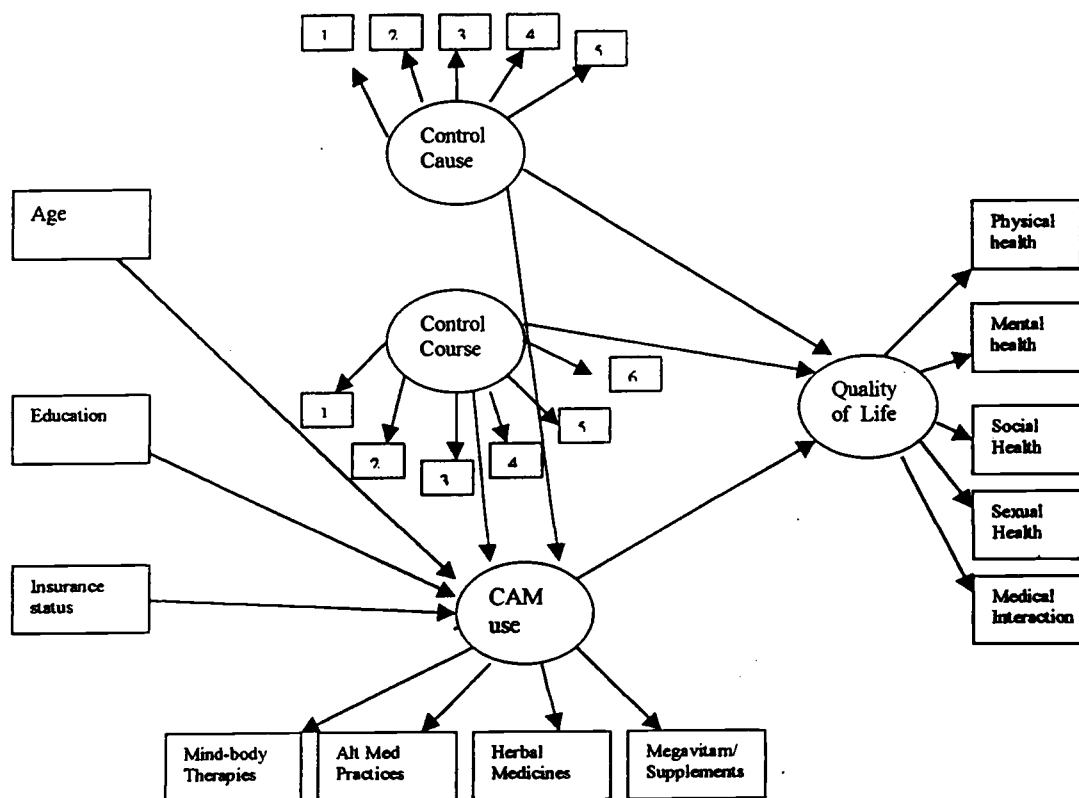 1
2
3
4
5
Control
Cause
Age
Physical
health
Control
Course
Mental
health
6
Quality
of Life
1
Education
5
Social
Health
2
4
3
Sexual
Health
Insurance
status
CAM
use
Medical
Interaction
Mind-body
Therapies
Alt Med
Practices
Herbal
Medicines
Megavitam/
Supplements